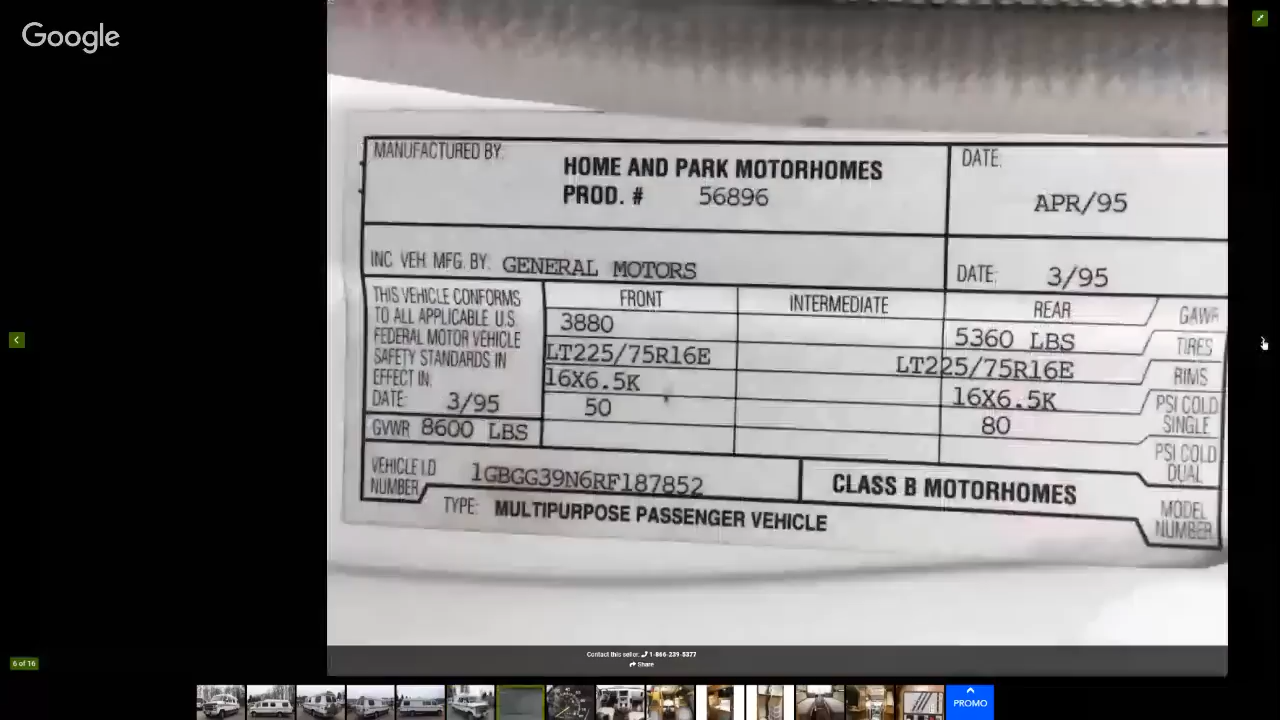 Google
MANUFACTURED BY:
HOME AND PARK MOTORHOMES
PROD. # 56896
DATE:
APR/95
INC. VEH. MFG. BY: GENERAL MOTORS
DATE: 3/95
THIS VEHICLE CONFORMS
TO ALL APPLICABLE U.S.
FEDERAL MOTOR VEHICLE
SAFETY STANDARDS IN
EFFECT IN:
DATE: 3/95
GVWR 8600 LBS
FRONT INTERMEDIATE REAR GAWR
3880 5360 LBS TIRES
LT225/75R16E LT225/75R16E RIMS
16X6.5K 16X6.5K PSI COLD SINGLE
50 80 PSI COLD DUAL
VEHICLE I.D.
NUMBER 1GBGG39N6RF187852
CLASS B MOTORHOMES
MODEL
NUMBER
TYPE: MULTIPURPOSE PASSENGER VEHICLE
Contact this seller: 1-866-239-5377
Share
6 of 16
PROMO